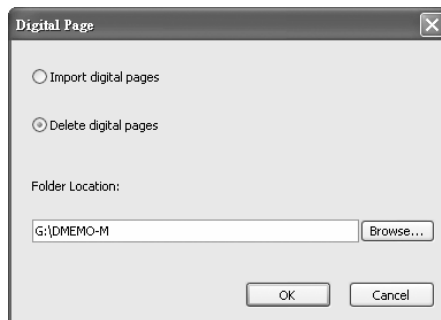 Digital Page
Import digital pages
Delete digital pages
Folder Location:
G:\DMEMO-M
Browse...
OK
Cancel